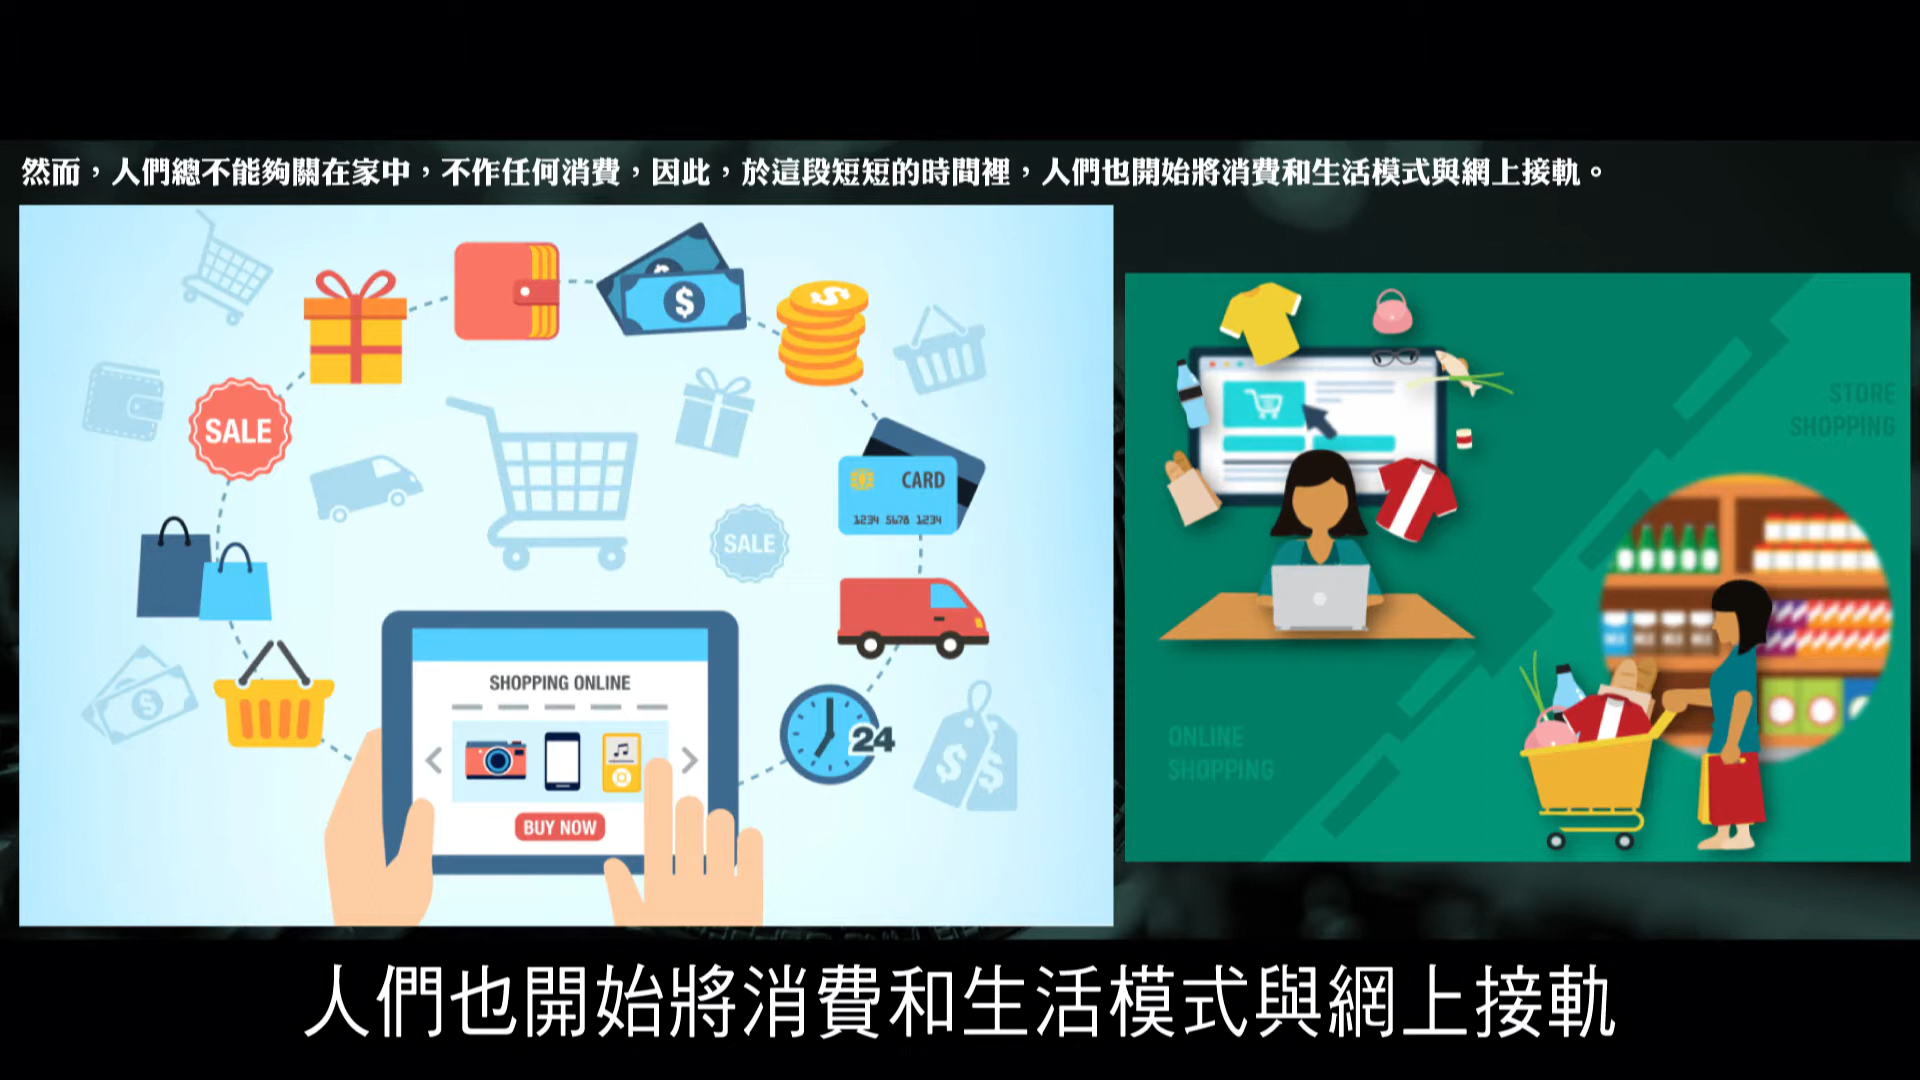 然而，人們總不能夠關在家中，不作任何消費，因此，於這段短短的時間裡，人們也開始將消費和生活模式與網上接軌。
SALE
CARD
1234 5678 1234
SALE
SHOPPING ONLINE
24
BUY NOW
STORE
SHOPPING
ONLINE
SHOPPING
人們也開始將消費和生活模式與網上接軌